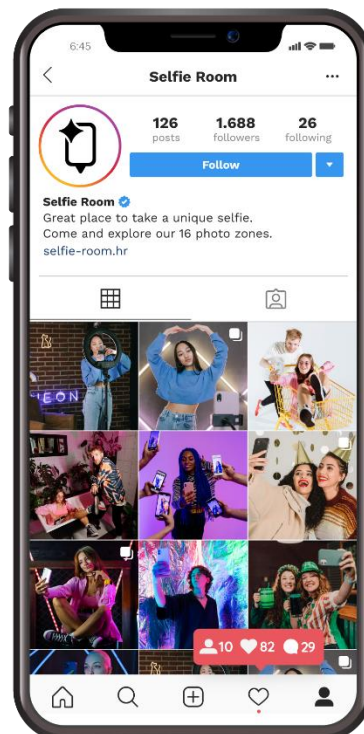 6:45
Selfie Room
126 1.688 26
posts followers following
Follow
Selfie Room
Great place to take a unique selfie.
Come and explore our 16 photo zones.
selfie-room.hr
NEON
10 82 29